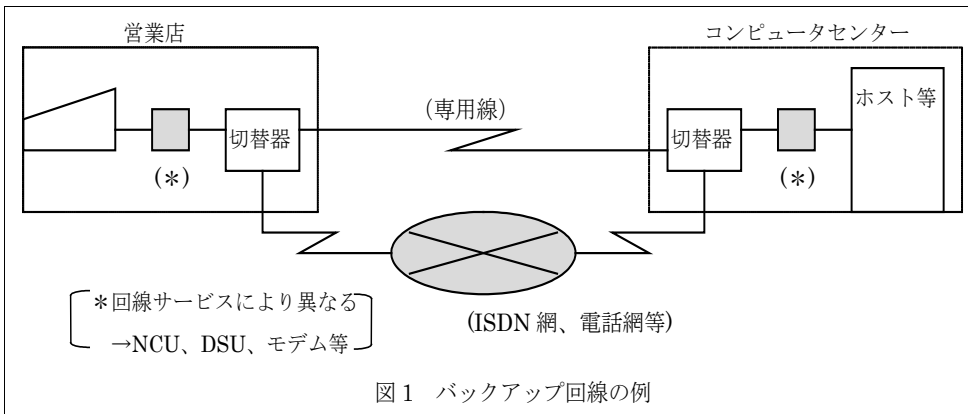 営業店
コンピュータセンター
ホスト等
(専用線)
切替器
切替器
(＊)
(＊)
＊回線サービスにより異なる
→NCU、DSU、モデム等
(ISDN 網、電話網等)
図１ バックアップ回線の例